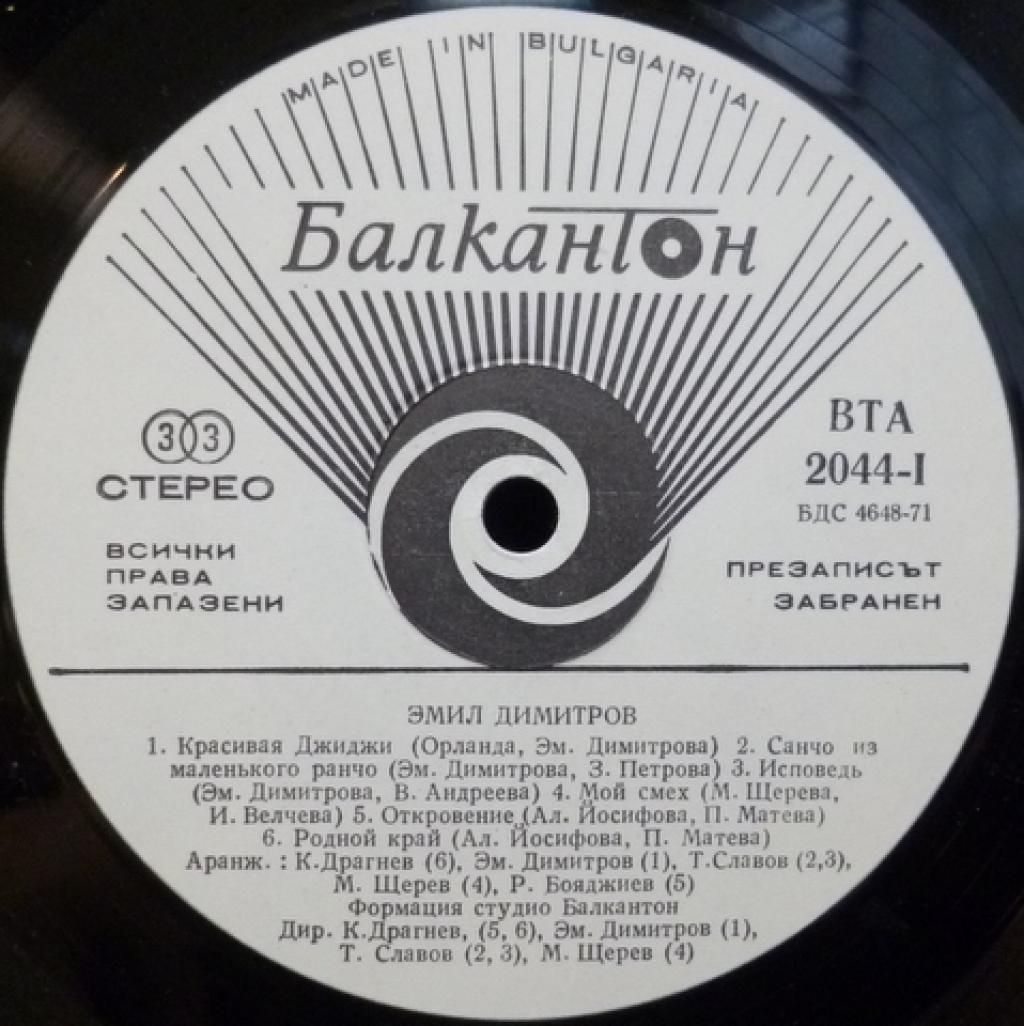 MADE IN BULGARIA
Балкантон
33
СТЕРЕО
ВСИЧКИ
ПРАВА
ЗАПАЗЕНИ
ВТА
2044-I
БДС 4648-71
ПРЕЗАПИСЪТ
ЗАБРАНЕН
ЭМИЛ ДИМИТРОВ
1. Красивая Джиджи (Орланда, Эм. Димитрова) 2. Санчо из
маленького ранчо (Эм. Димитрова, З. Петрова) 3. Исповедь
(Эм. Димитрова, В. Андреева) 4. Мой смех (М. Щерева,
И. Велчева) 5. Откровение (Ал. Йосифова, П. Матева)
6. Родной край (Ал. Йосифова, П. Матева)
Аранж. : К.Драгнев (6), Эм. Димитров (1), Т.Славов (2,3),
М. Щерев (4), Р. Бояджиев (5)
Формация студио Балкантон
Дир. К.Драгнев, (5, 6), Эм. Димитров (1),
Т. Славов (2, 3), М. Щерев (4)